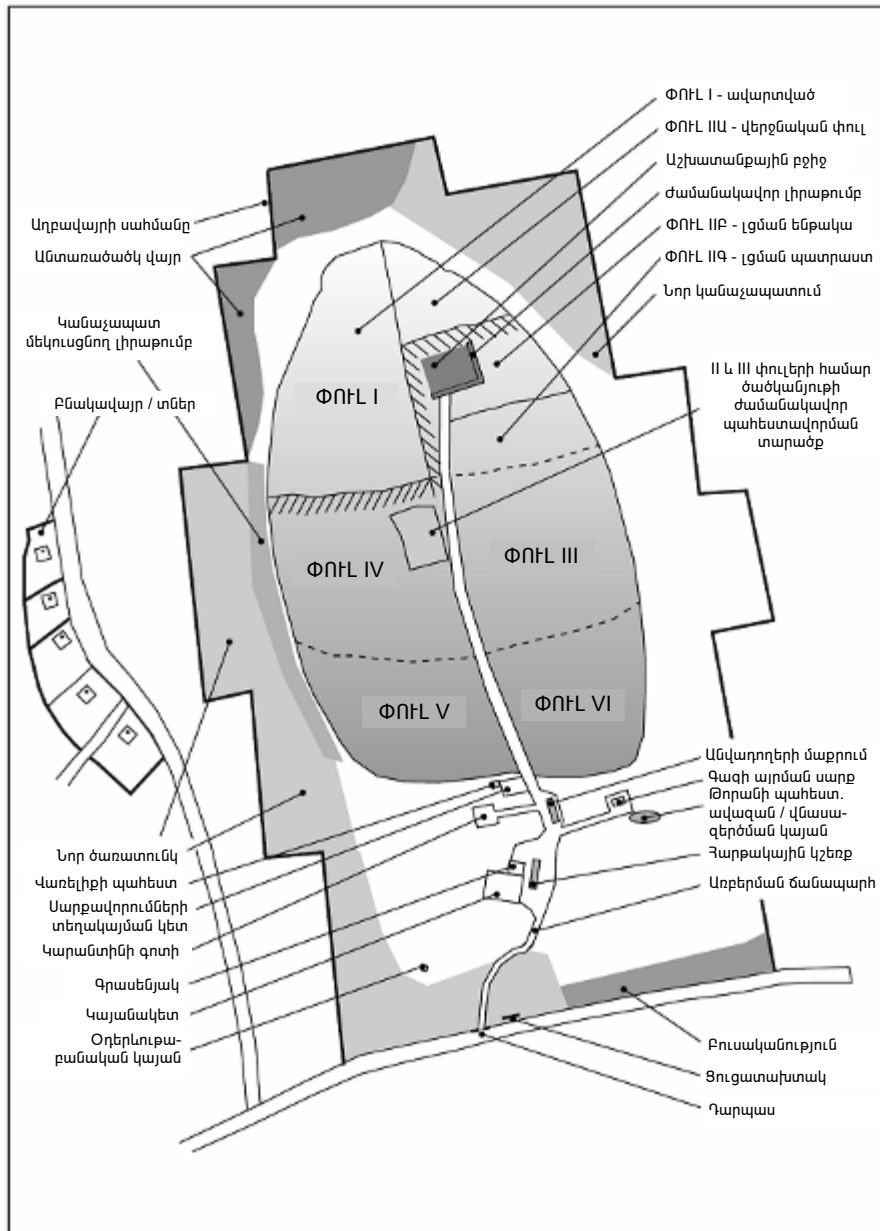 ՓՈՒԼ I - ավարտված
ՓՈՒԼ IIԱ - վերջնական փուլ
Աշխատանքային բջիջ
Ժամանակավոր լիրաթումբ
ՓՈՒԼ IIԲ - լցման ենթակա
ՓՈՒԼ IIԳ - լցման պատրաստ
Նոր կանաչապատում
II և III փուլերի համար
ծածկանյութի
ժամանակավոր
պահեստավորման
տարածք
Աղբավայրի սահմանը
Անտառածածկ վայր
Կանաչապատ
մեկուսցնող լիրաթումբ
Բնակավայր / տներ
ՓՈՒԼ I
ՓՈՒԼ IV
ՓՈՒԼ III
ՓՈՒԼ V
ՓՈՒԼ VI
Անվադողերի մաքրում
Գազի այրման սարք
Թորանի պահեստ.
ավազան / վնասա-
զերծման կայան
Հարթակային կշեռք
Առբերման ճանապարհ
Նոր ծառատունկ
Վառելիքի պահեստ
Սարքավորումների
տեղակայման կետ
Կարանտինի գոտի
Գրասենյակ
Կայանակետ
Օդերևութա-
բանական կայան
Բուսականություն
Ցուցատախտակ
Դարպաս